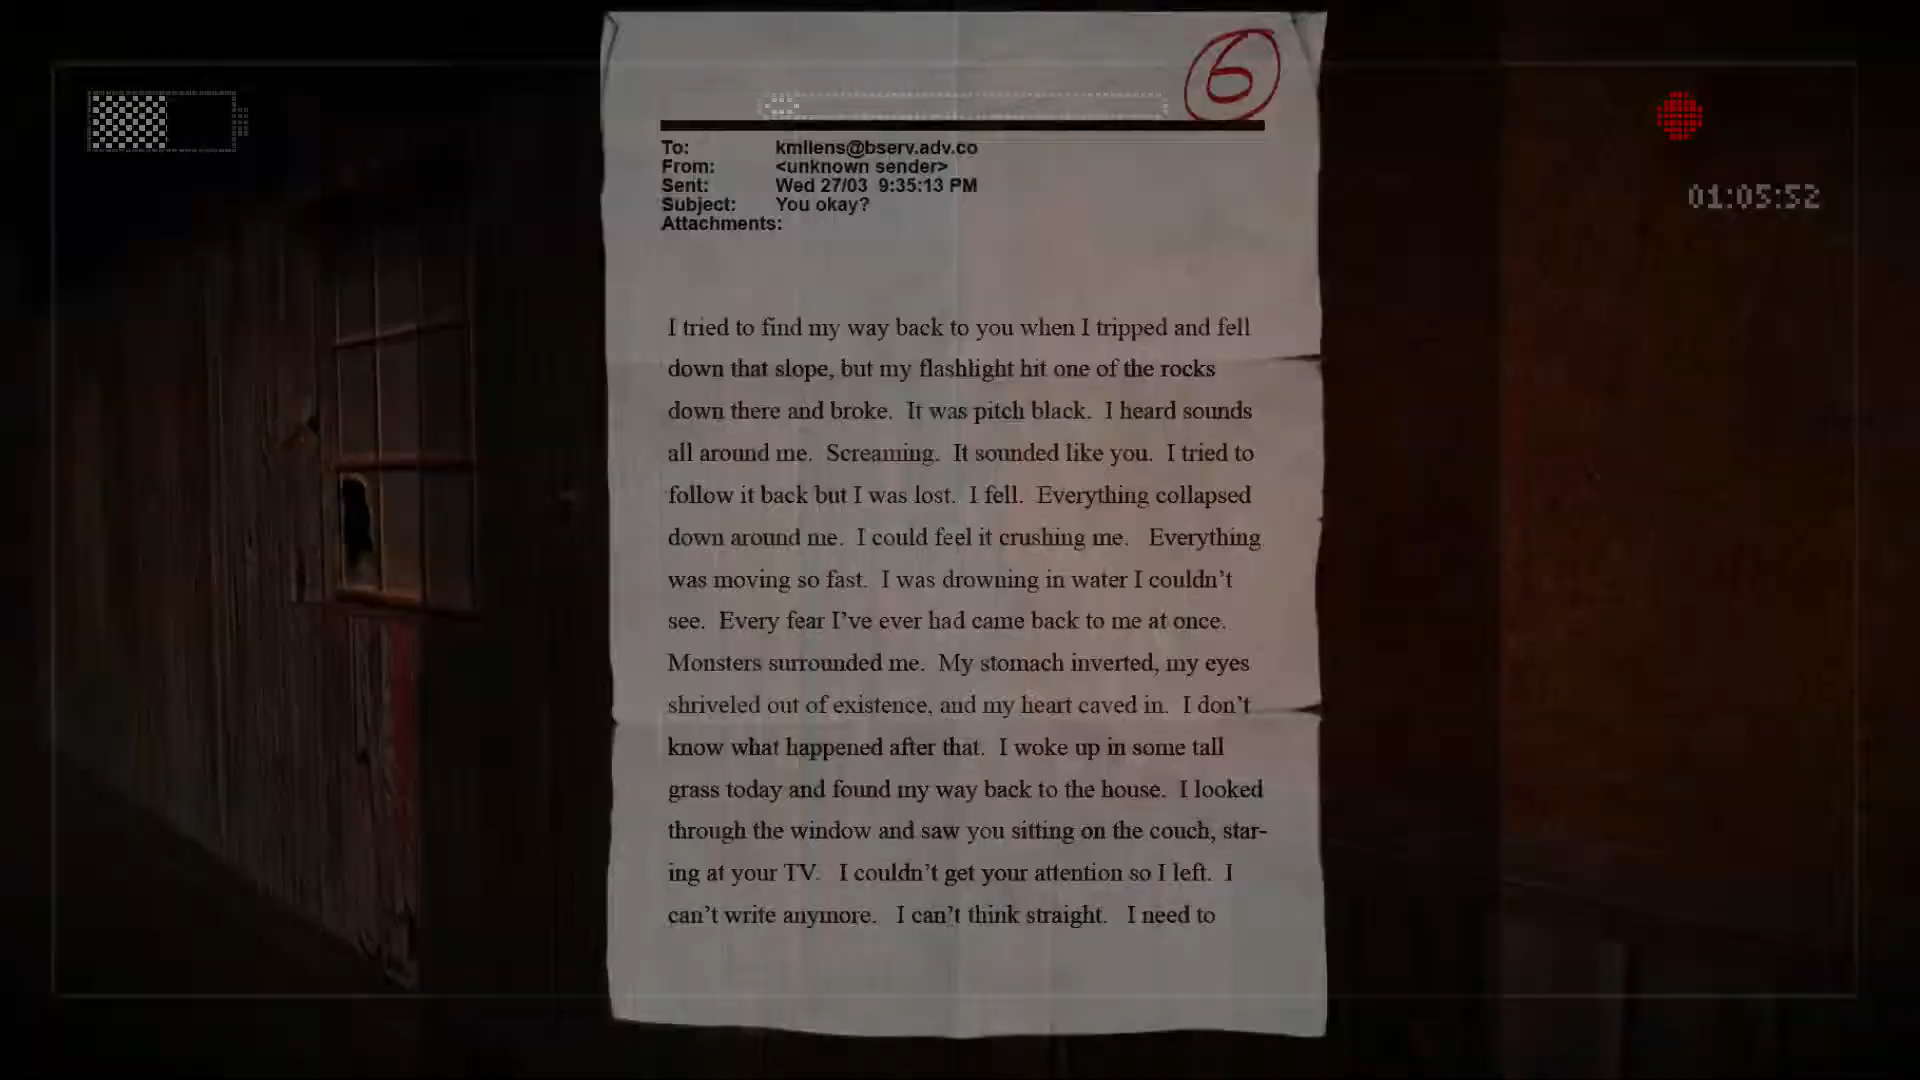 6
To: kmllens@bserv.adv.co
From: <unknown sender>
Sent: Wed 27/03  9:35:13 PM
Subject: You okay?
Attachments:
01:05:52
I tried to find my way back to you when I tripped and fell
down that slope, but my flashlight hit one of the rocks
down there and broke.  It was pitch black.  I heard sounds
all around me.  Screaming.  It sounded like you.  I tried to
follow it back but I was lost.  I fell.  Everything collapsed
down around me.  I could feel it crushing me.   Everything
was moving so fast.  I was drowning in water I couldn’t
see.  Every fear I’ve ever had came back to me at once.
Monsters surrounded me.  My stomach inverted, my eyes
shriveled out of existence, and my heart caved in.  I don’t
know what happened after that.  I woke up in some tall
grass today and found my way back to the house.  I looked
through the window and saw you sitting on the couch, star-
ing at your TV.   I couldn’t get your attention so I left.  I
can’t write anymore.   I can’t think straight.   I need to